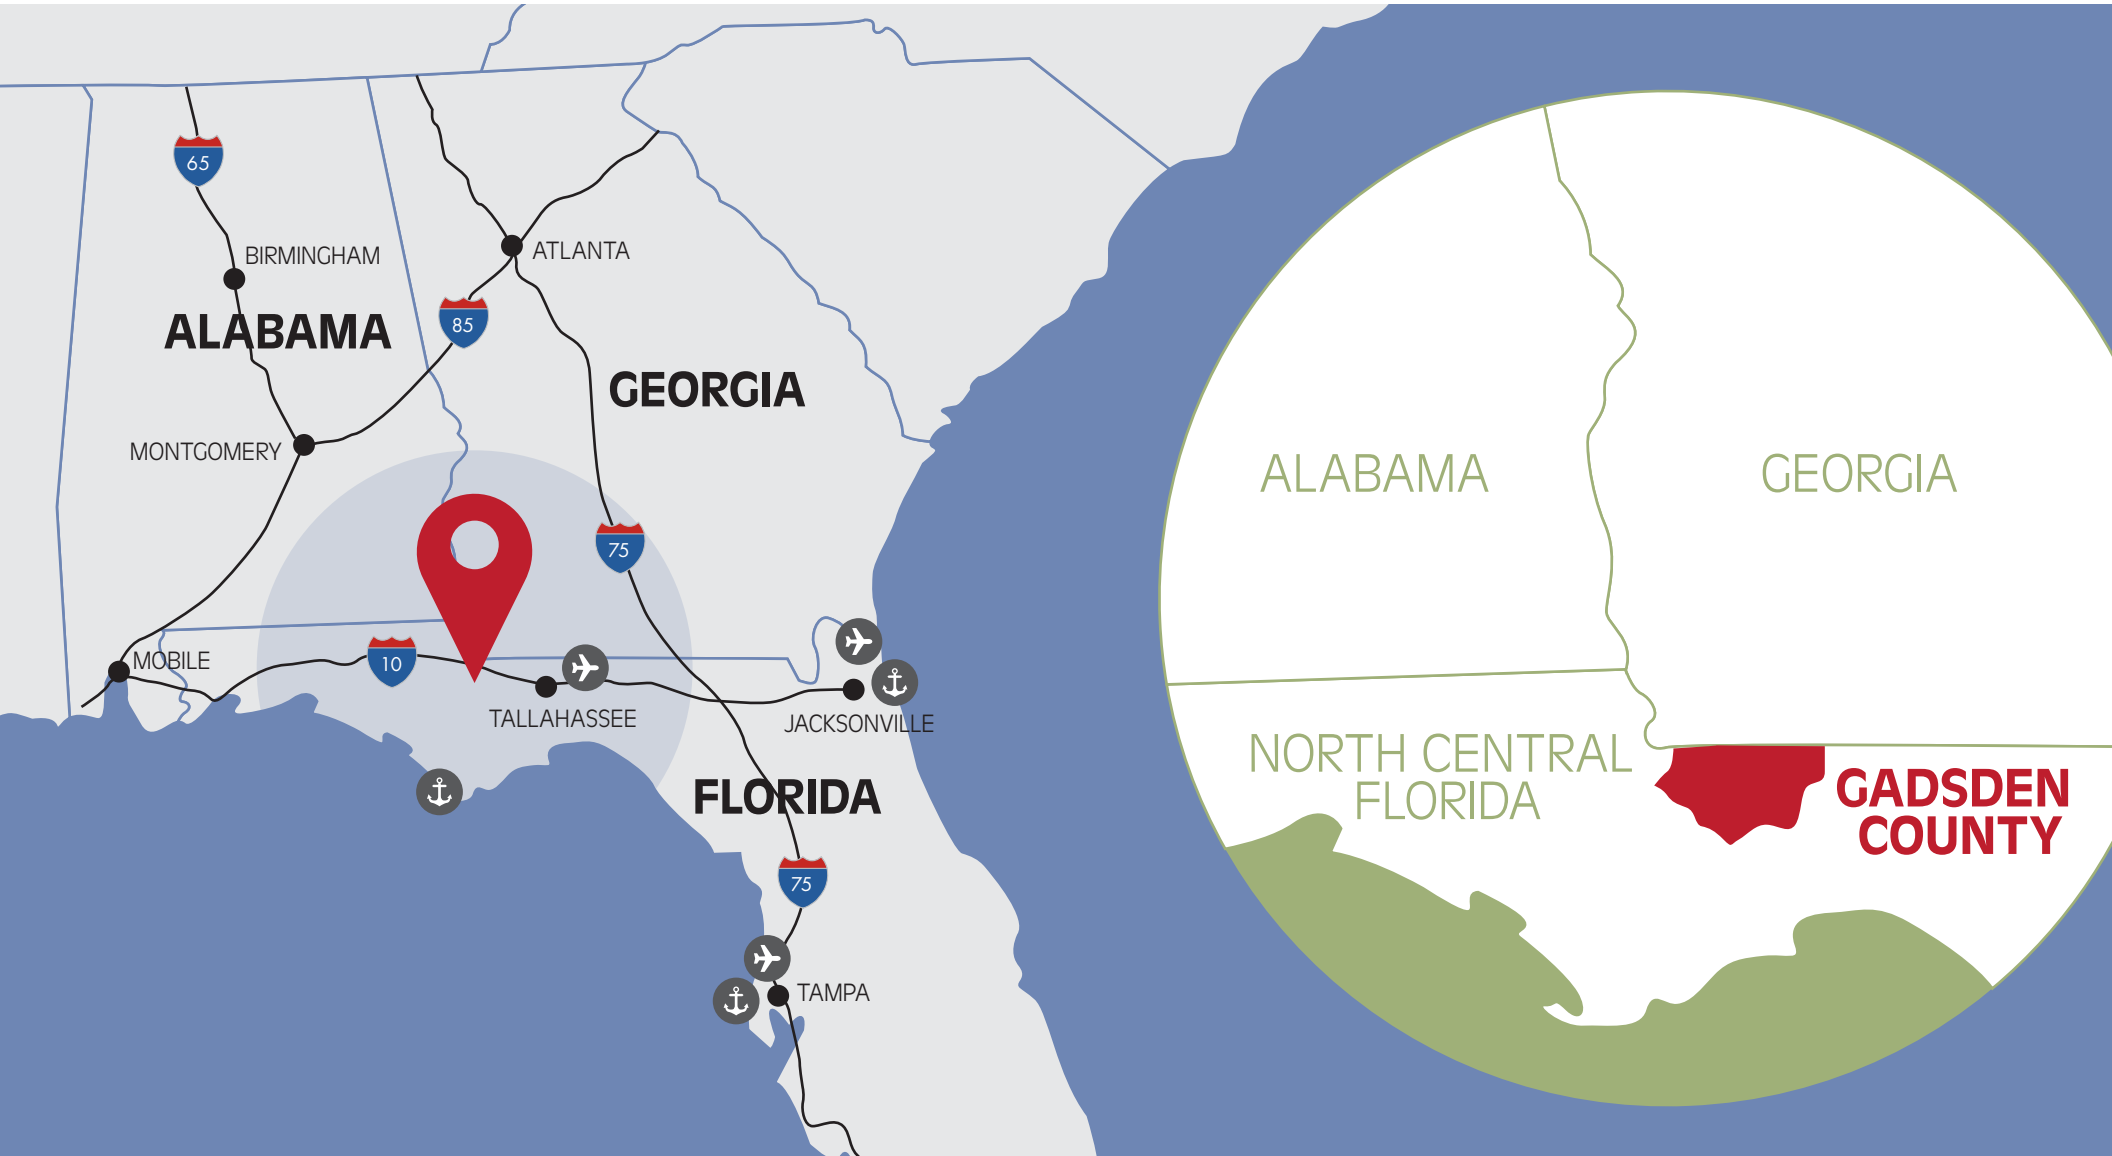 65
BIRMINGHAM
ATLANTA
ALABAMA
85
GEORGIA
MONTGOMERY
75
MOBILE
10
TALLAHASSEE
JACKSONVILLE
FLORIDA
75
TAMPA
ALABAMA
GEORGIA
NORTH CENTRAL
FLORIDA
GADSDEN
COUNTY